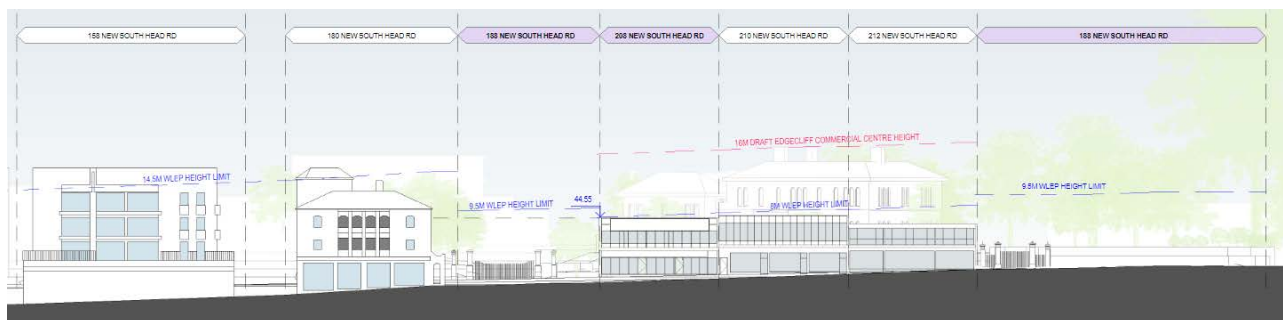 158 NEW SOUTH HEAD RD
180 NEW SOUTH HEAD RD
188 NEW SOUTH HEAD RD
208 NEW SOUTH HEAD RD
210 NEW SOUTH HEAD RD
212 NEW SOUTH HEAD RD
188 NEW SOUTH HEAD RD
16M DRAFT EDGECLIFF COMMERCIAL CENTRE HEIGHT
14.5M WLEP HEIGHT LIMIT
9.5M WLEP HEIGHT LIMIT
44.55
8M WLEP HEIGHT LIMIT
9.5M WLEP HEIGHT LIMIT